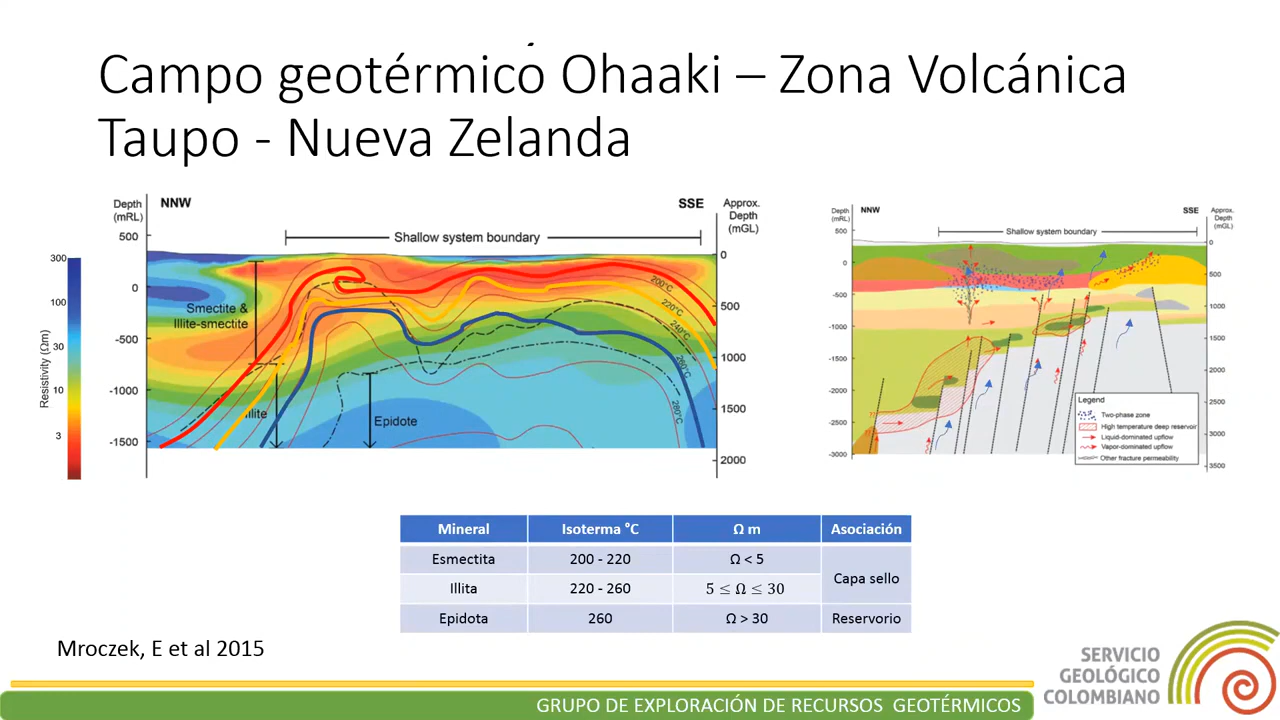 Campo geotérmico Ohaaki – Zona Volcánica
Taupo - Nueva Zelanda
Depth
(mRL)
NNW
SSE
Approx.
Depth
(mGL)
Shallow system boundary
500
0
-500
-1000
-1500
0
500
1000
1500
2000
Smectite &
Illite-smectite
Illite
Epidote
200°C
220°C
240°C
260°C
280°C
Resistivity (Ωm)
300
100
30
10
3
Depth
(mRL)
NNW
SSE
Approx.
Depth
(mGL)
Shallow system boundary
500
0
-500
-1000
-1500
-2000
-2500
-3000
0
500
1000
1500
2000
2500
3000
3500
Legend
Two-phase zone
High temperature deep reservoir
Liquid-dominated upflow
Vapor-dominated upflow
Other fracture permeability
Mineral Isoterma °C Ω m Asociación
Esmectita 200 - 220 Ω < 5
Capa sello
Illita 220 - 260 5 ≤ Ω ≤ 30
Epidota 260 Ω > 30 Reservorio
Mroczek, E et al 2015
SERVICIO
GEOLÓGICO
COLOMBIANO
GRUPO DE EXPLORACIÓN DE RECURSOS GEOTÉRMICOS